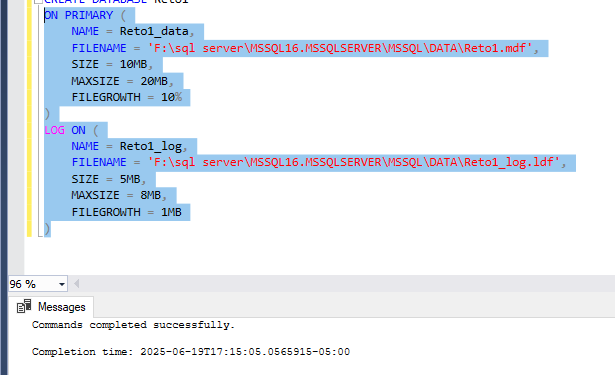 CREATE DATABASE Reto1
ON PRIMARY (
NAME = Reto1_data,
FILENAME = 'F:\sql server\MSSQL16.MSSQLSERVER\MSSQL\DATA\Reto1.mdf',
SIZE = 10MB,
MAXSIZE = 20MB,
FILEGROWTH = 10%
)
LOG ON (
NAME = Reto1_log,
FILENAME = 'F:\sql server\MSSQL16.MSSQLSERVER\MSSQL\DATA\Reto1_log.ldf',
SIZE = 5MB,
MAXSIZE = 8MB,
FILEGROWTH = 1MB
)
96 %
Messages
Commands completed successfully.
Completion time: 2025-06-19T17:15:05.0565915-05:00